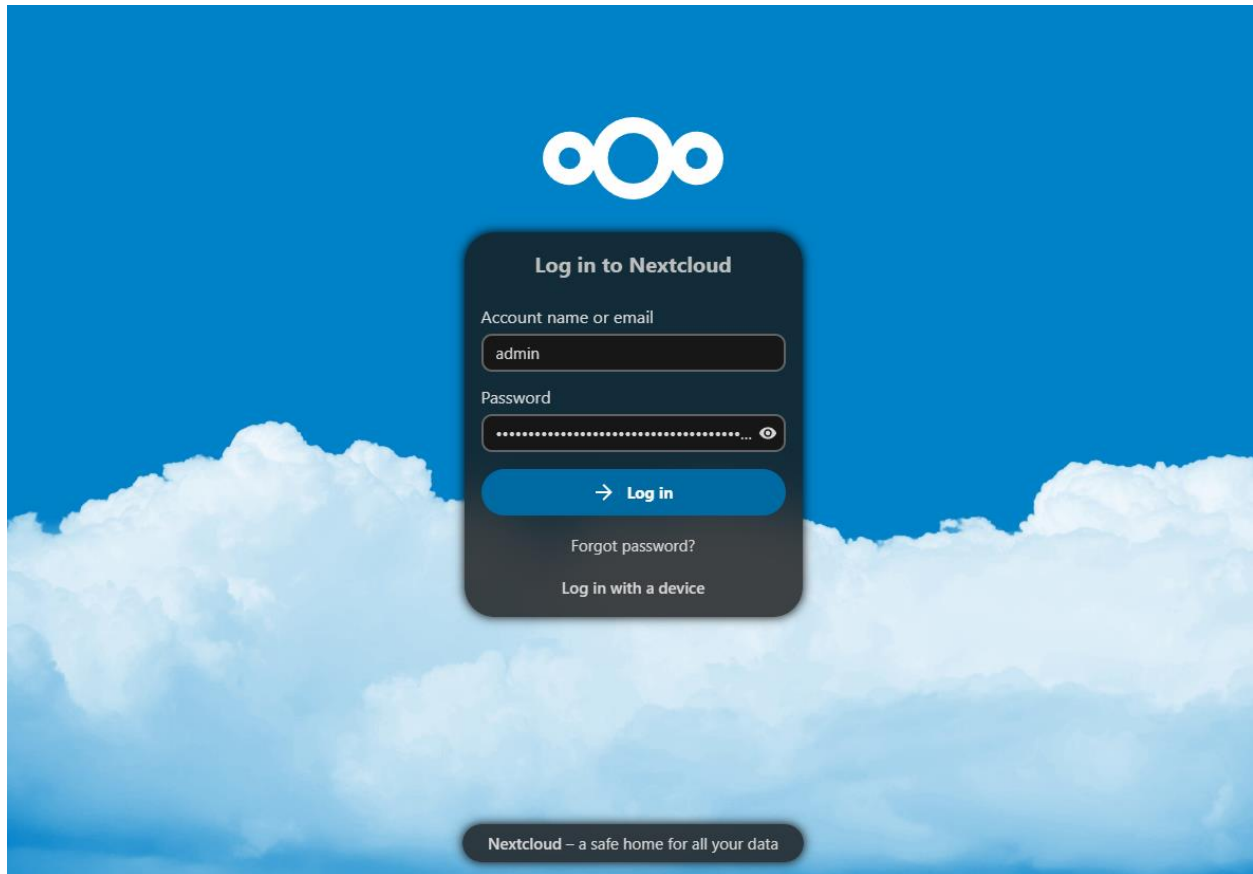 Log in to Nextcloud
Account name or email
admin
Password
••••••••••••••••••••••••••••••••••••••...
Log in
Forgot password?
Log in with a device
Nextcloud – a safe home for all your data